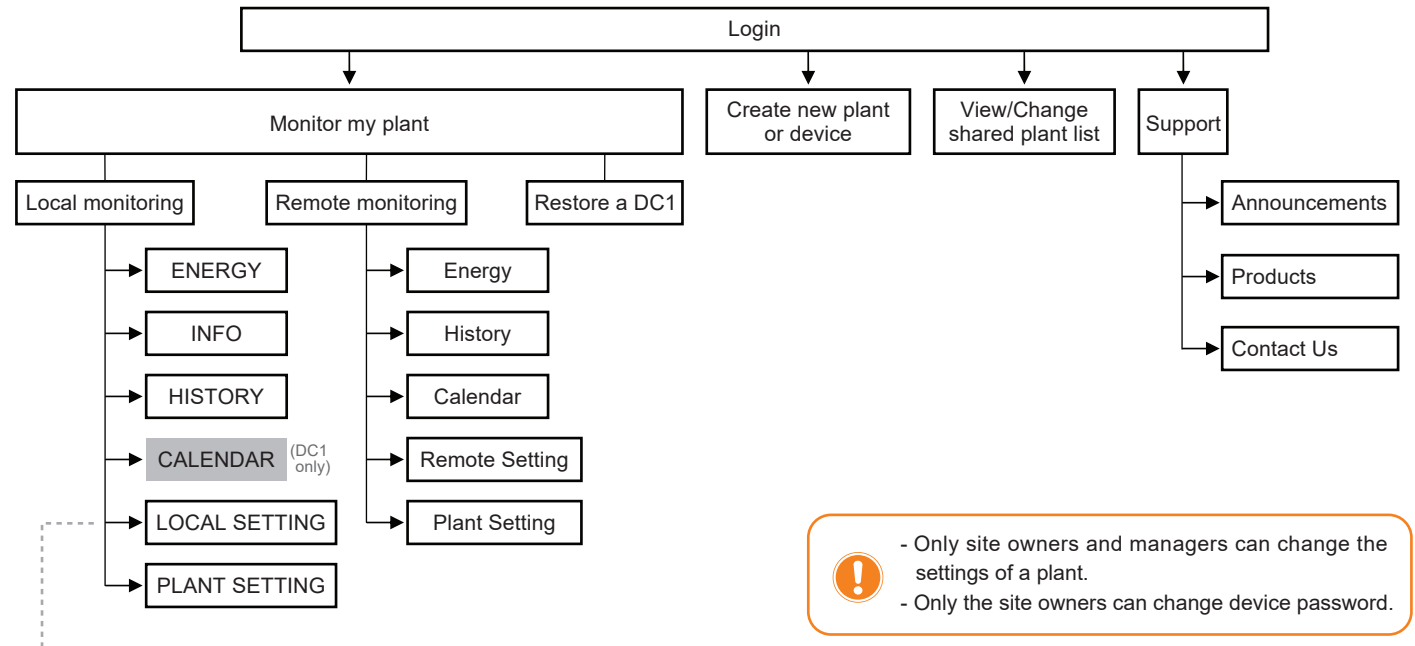 Login
Monitor my plant
Create new plant
or device
View/Change
shared plant list
Support
Local monitoring
Remote monitoring
Restore a DC1
Announcements
Products
Contact Us
ENERGY
INFO
HISTORY
CALENDAR
(DC1
only)
LOCAL SETTING
PLANT SETTING
Energy
History
Calendar
Remote Setting
Plant Setting
!
- Only site owners and managers can change the
settings of a plant.
- Only the site owners can change device password.